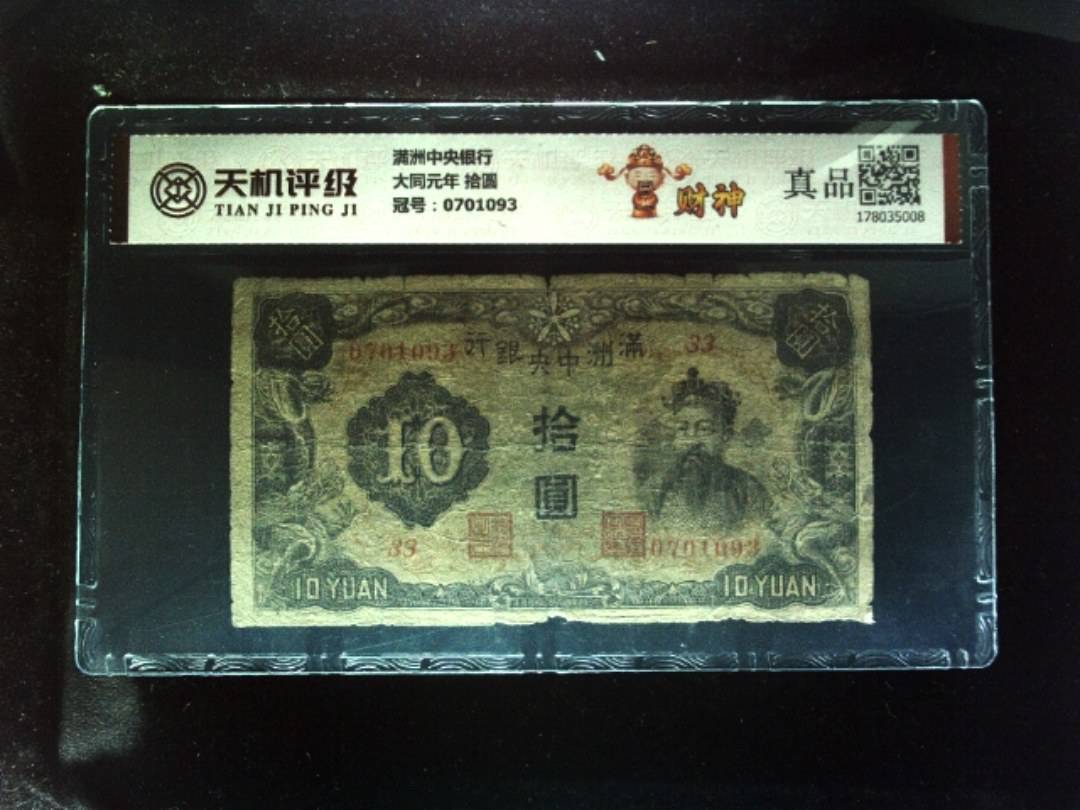 天机评级
TIAN JI PING JI
满洲中央银行
大同元年 拾圆
冠号：0701093
财神
真品
178035008
拾圓
拾圓
0701093
行銀央中洲滿
33
10
拾
圓
33
0701093
10 YUAN
10 YUAN